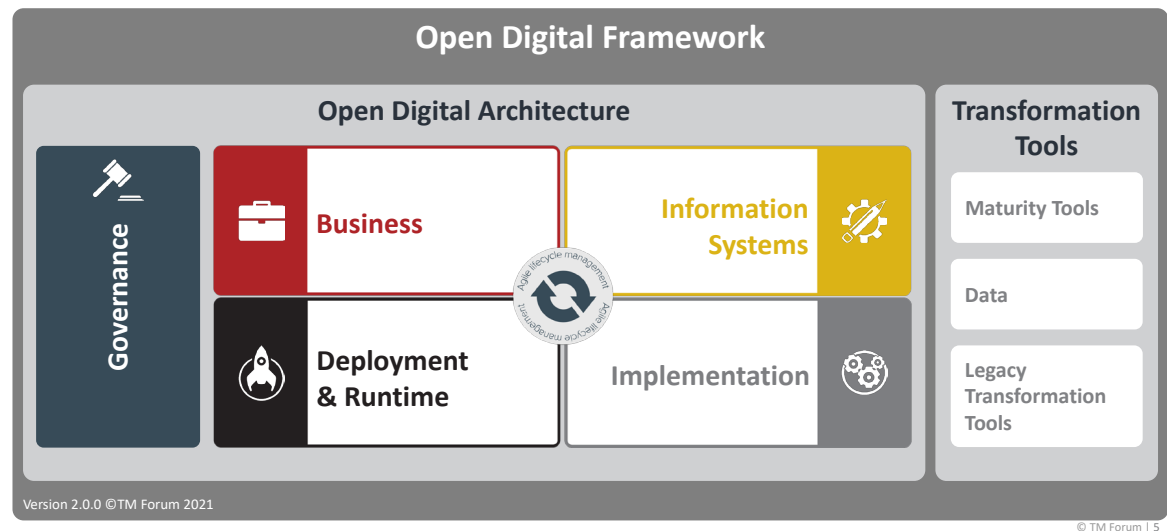 Open Digital Framework
Open Digital Architecture
Governance
Business
Information
Systems
Agile lifecycle management
Agile lifecycle management
Deployment
& Runtime
Implementation
Transformation
Tools
Maturity Tools
Data
Legacy
Transformation
Tools
Version 2.0.0 ©TM Forum 2021
© TM Forum | 5